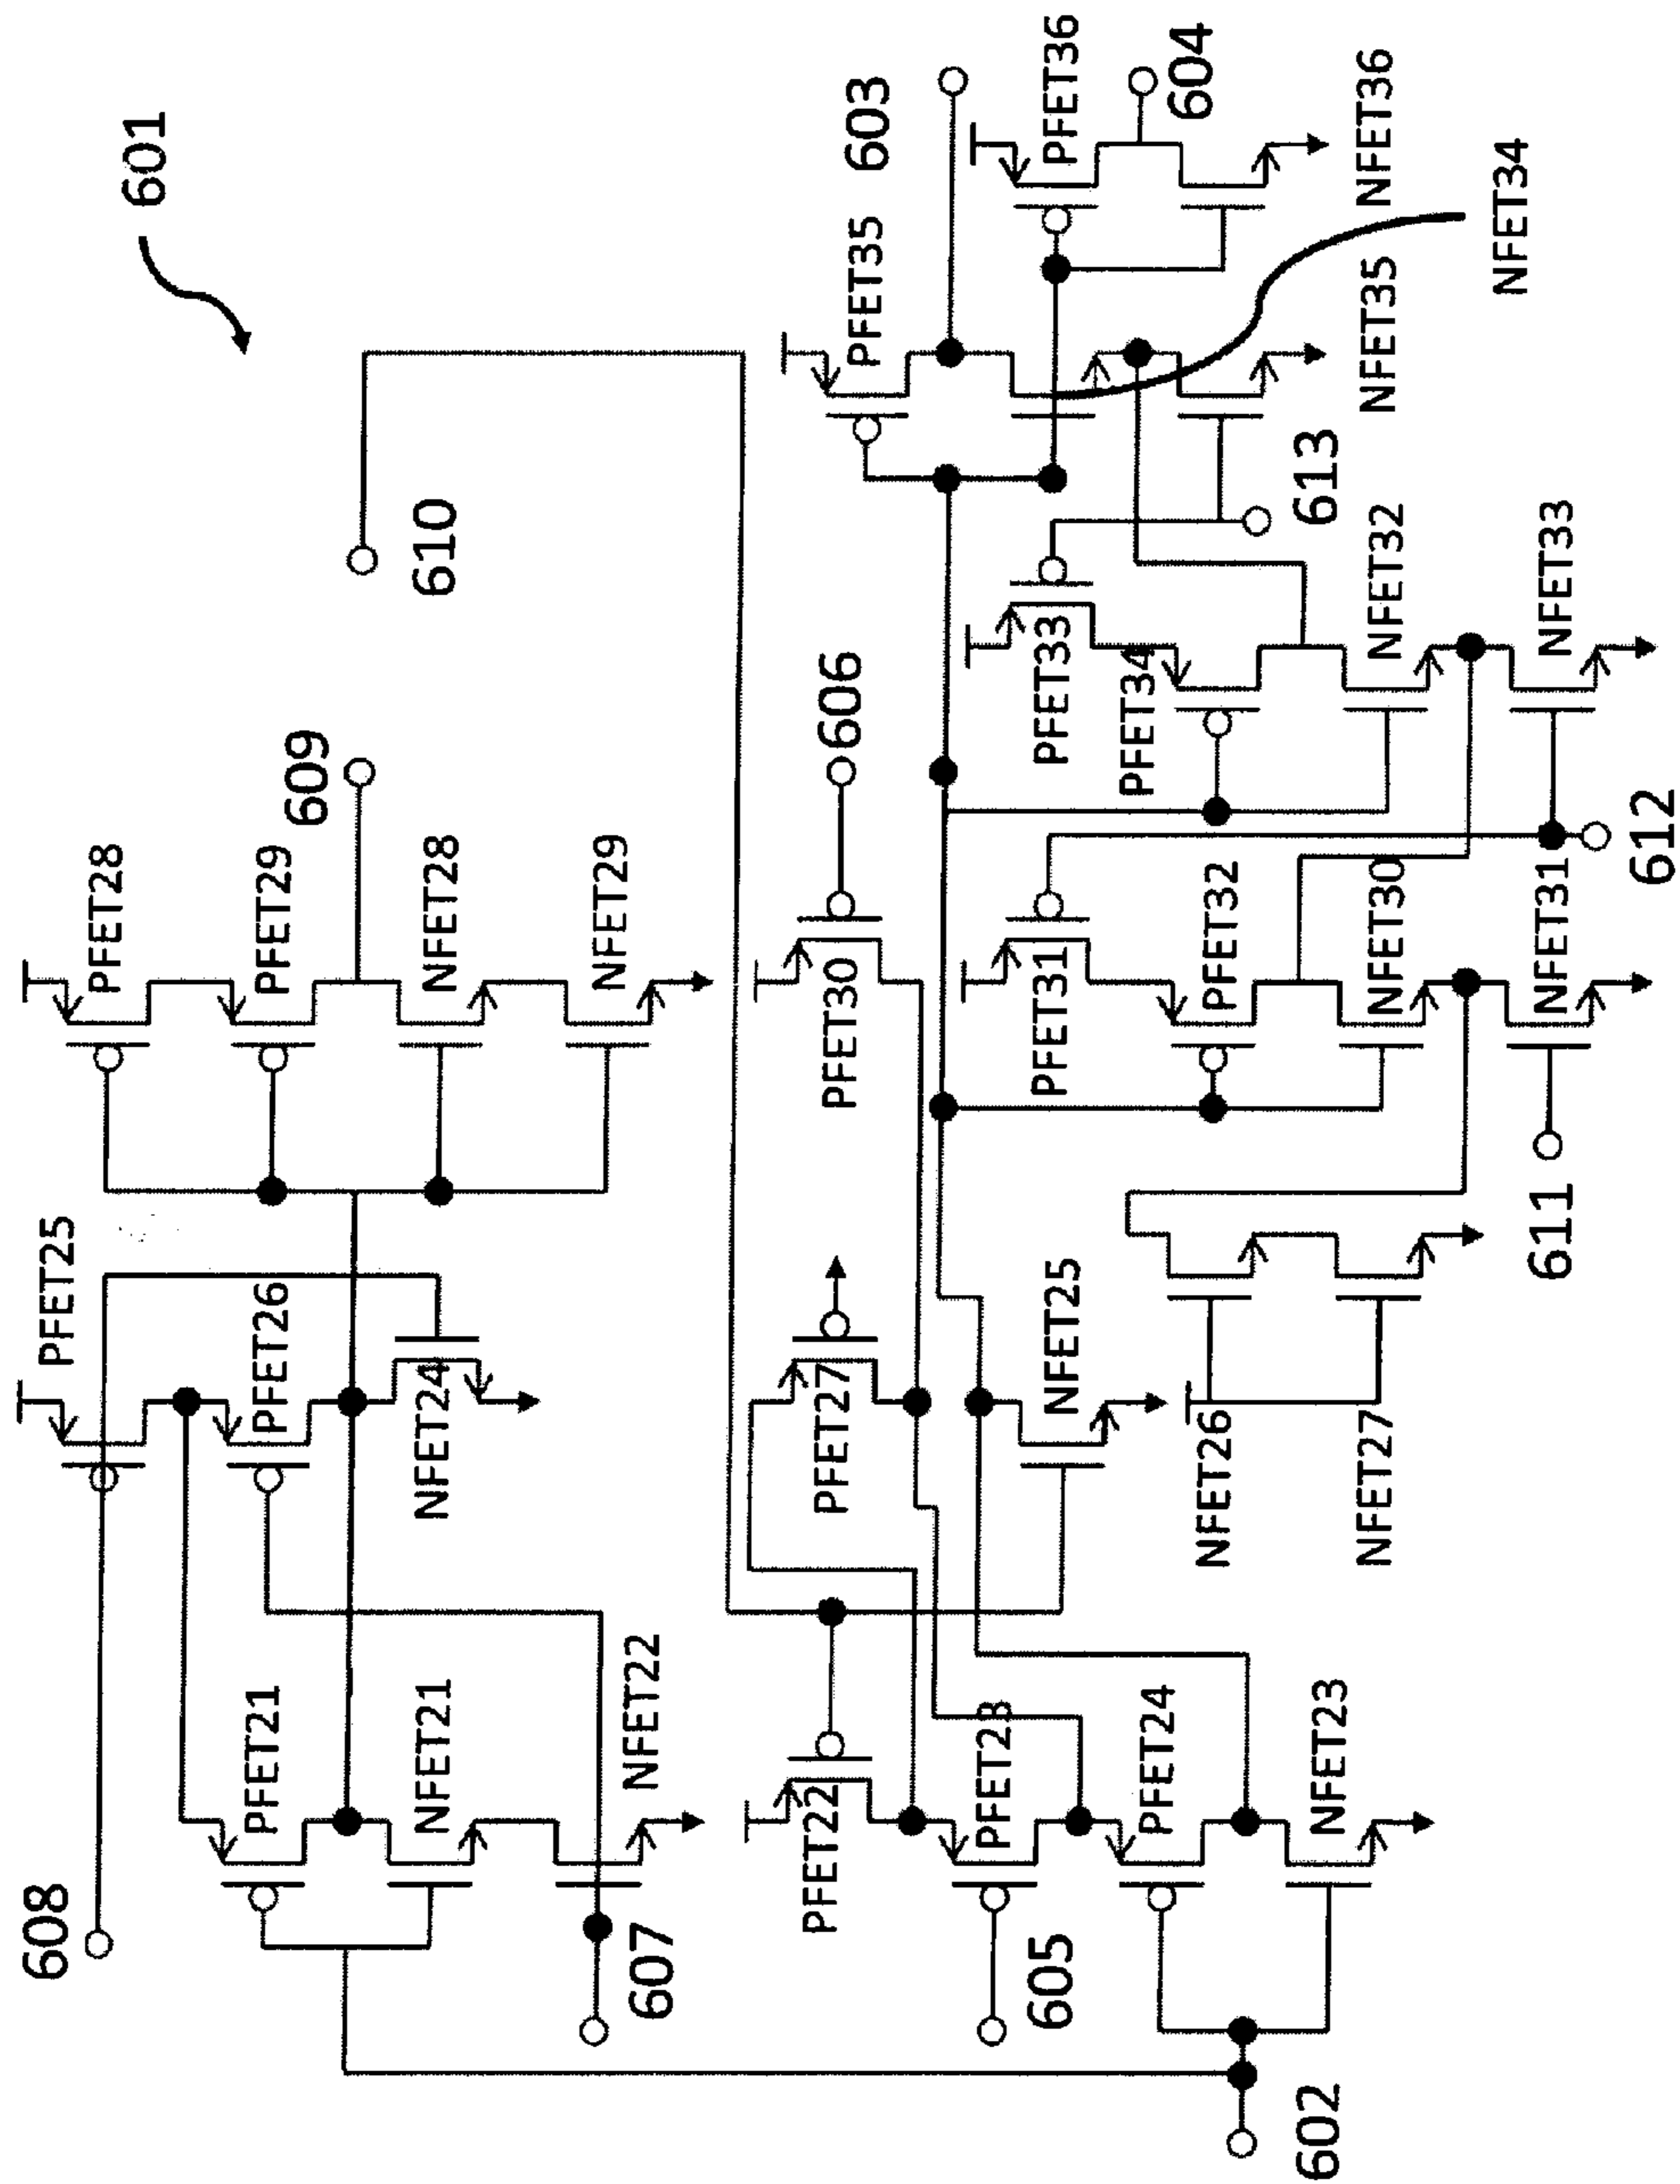 601
610
609
608
607
606
605
602
603
604
611
612
613
PFET28
PFET29
NFET28
NFET29
PFET25
PFET26
NFET24
PFET21
NFET21
NFET22
PFET22
PFET23
PFET24
NFET23
PFET27
NFET25
NFET26
NFET27
PFET30
PFET31
PFET32
NFET30
NFET31
PFET33
PFET34
NFET32
NFET33
PFET35
NFET35
PFET36
NFET36
NFET34